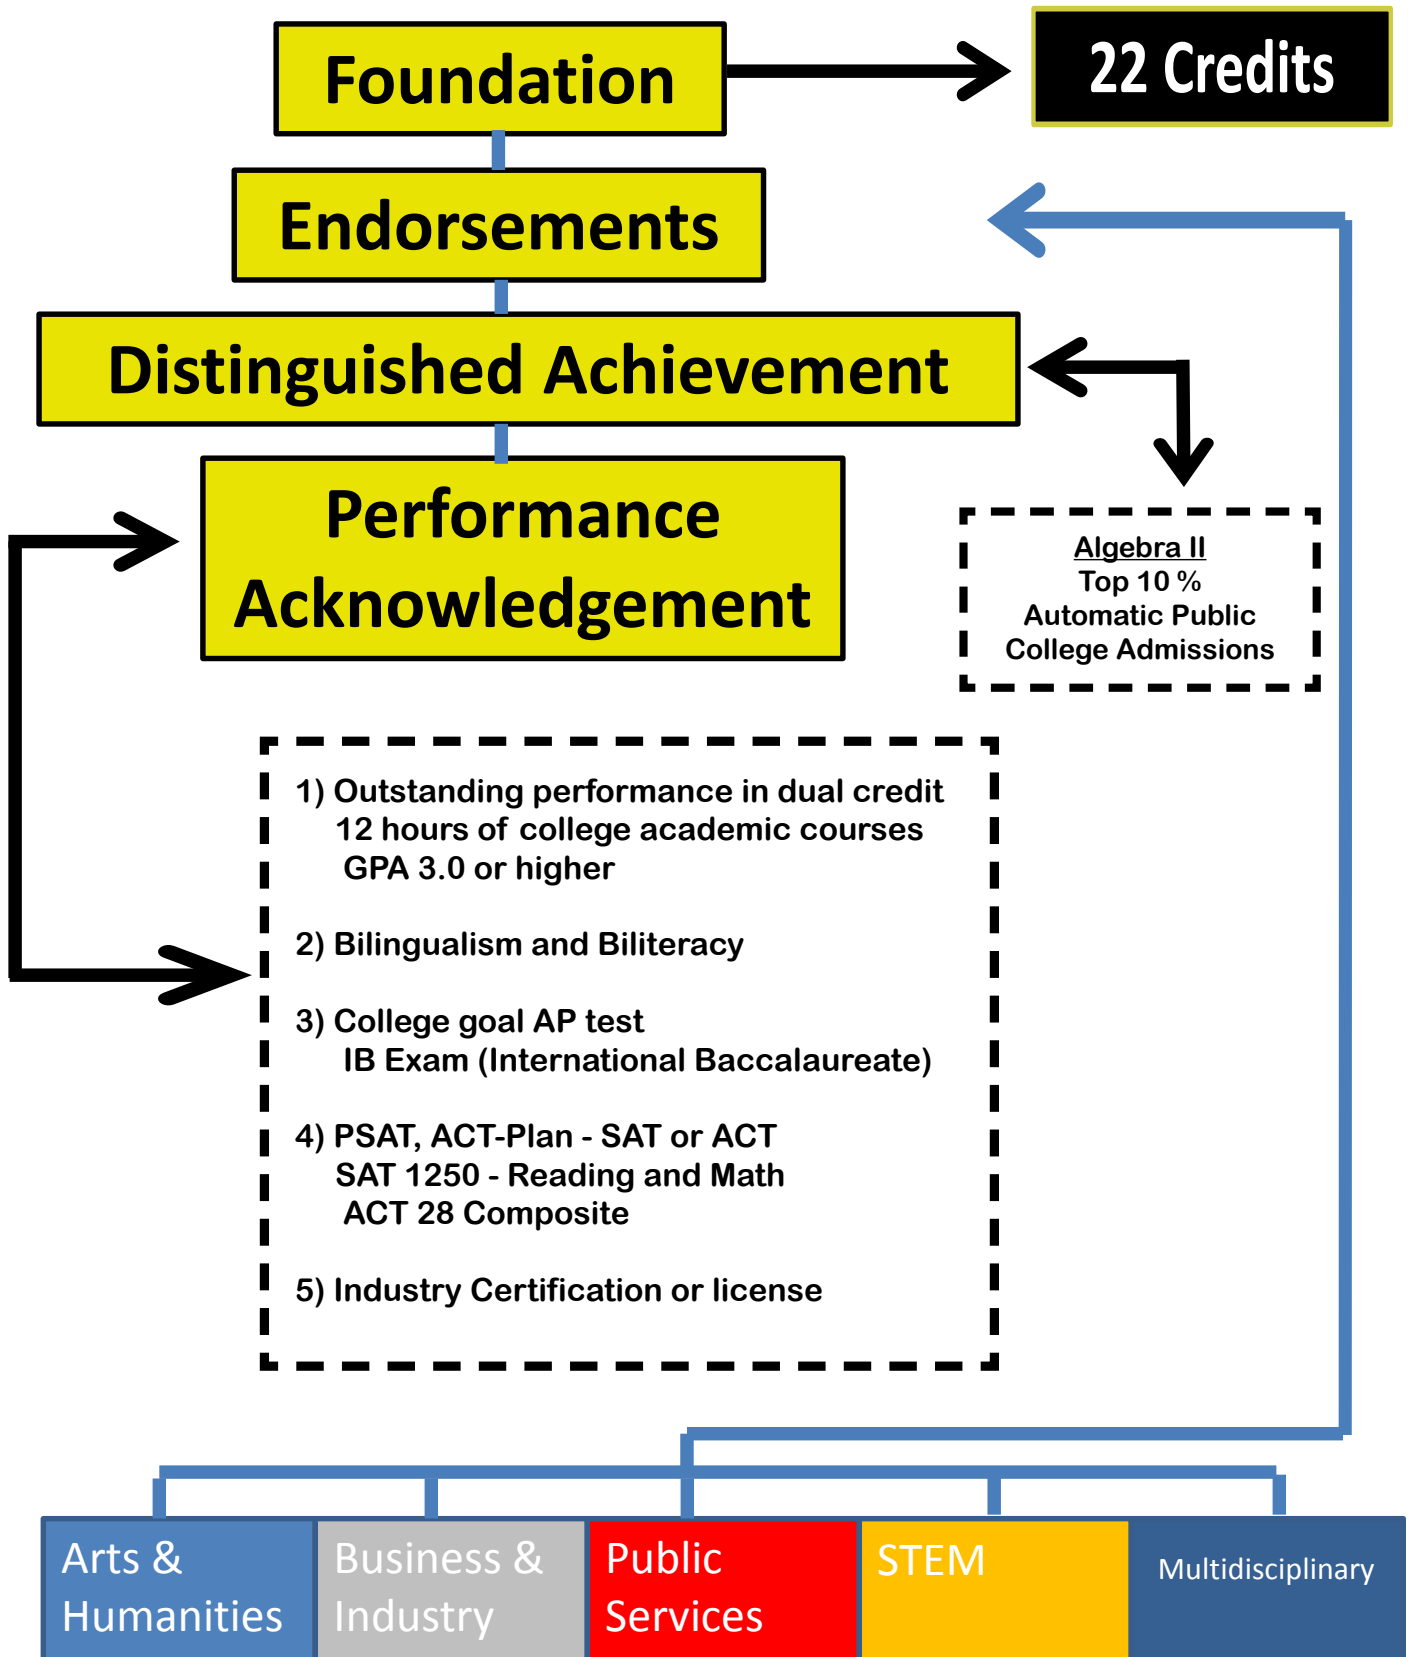 Foundation
22 Credits
Endorsements
Distinguished Achievement
Performance
Acknowledgement
Algebra II
Top 10 %
Automatic Public
College Admissions
1) Outstanding performance in dual credit
12 hours of college academic courses
GPA 3.0 or higher
2) Bilingualism and Biliteracy
3) College goal AP test
IB Exam (International Baccalaureate)
4) PSAT, ACT-Plan - SAT or ACT
SAT 1250 - Reading and Math
ACT 28 Composite
5) Industry Certification or license
Arts &
Humanities
Business &
Industry
Public
Services
STEM
Multidisciplinary